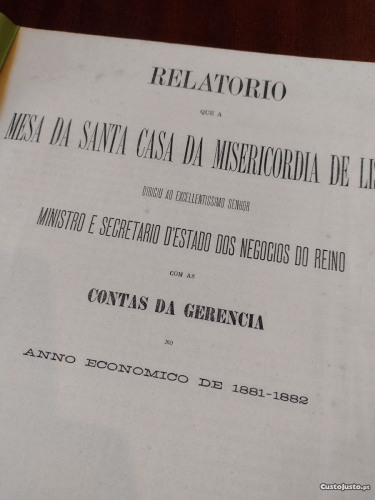 RELATORIO
QUE A
MESA DA SANTA CASA DA MISERICORDIA DE LIS
DIRIGIU AO EXCELLENTISSIMO SENHOR
MINISTRO E SECRETARIO D'ESTADO DOS NEGOCIOS DO REINO
COM AS
CONTAS DA GERENCIA
NO
ANNO ECONOMICO DE 1881-1882
CustoJusto.pt